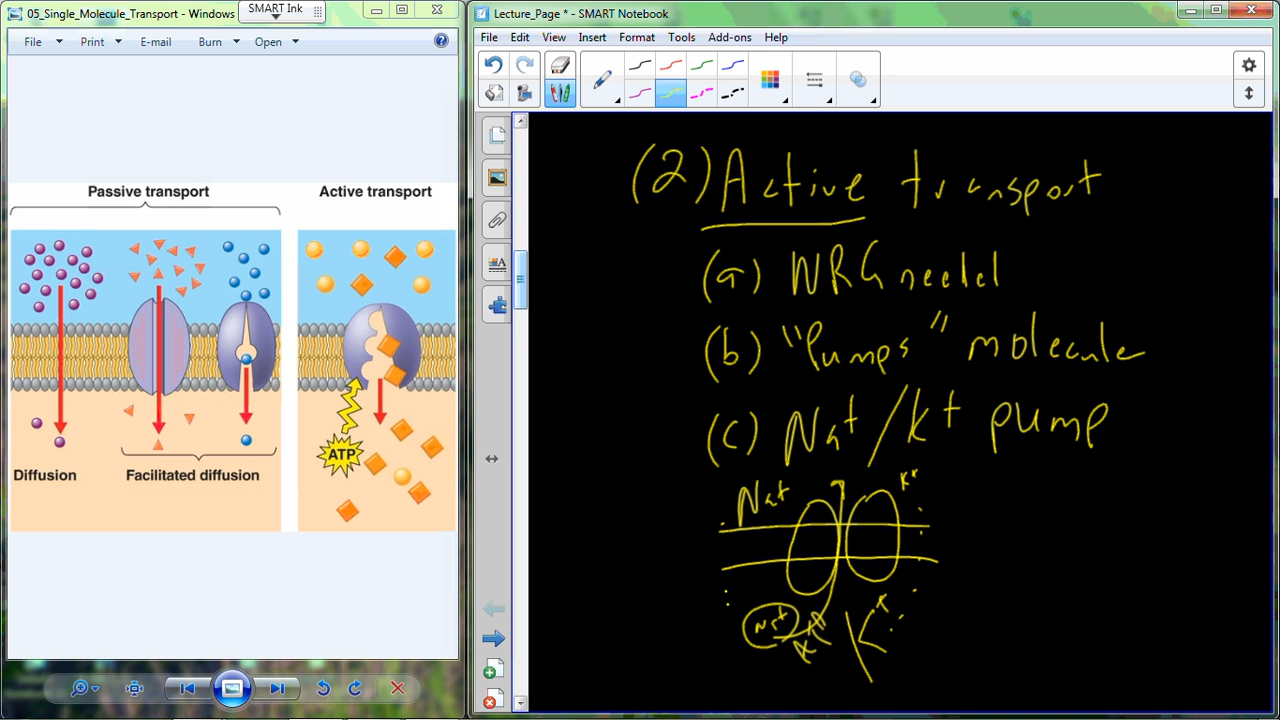 05_Single_Molecule_Transport - Windows
SMART Ink
File Print E-mail Burn Open
Passive transport
Active transport
ATP
Diffusion
Facilitated diffusion
Lecture_Page * - SMART Notebook
File Edit View Insert Format Tools Add-ons Help
(2) Active transport
(a) NRG needed
(b) "Pumps" molecule
(c) Na+/K+ pump
Na+ K+
Na+ K+